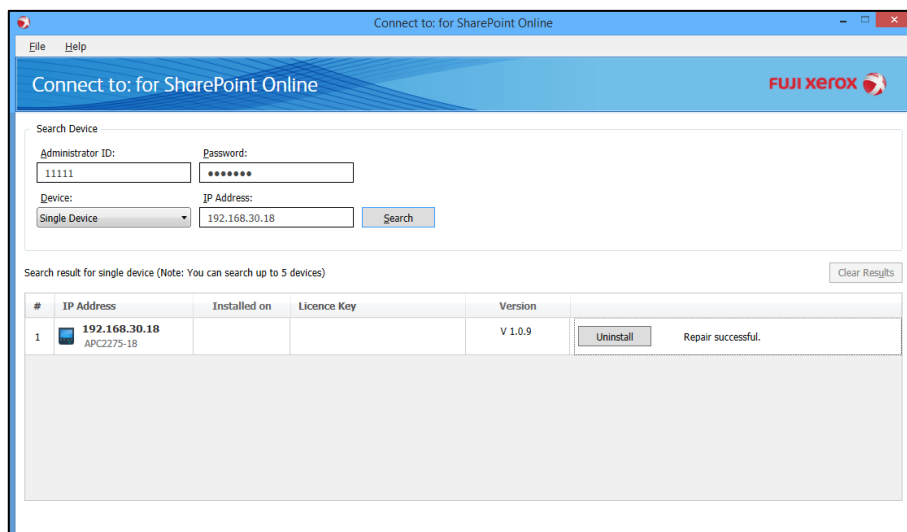 Connect to: for SharePoint Online
File Help
Connect to: for SharePoint Online FUJI XEROX
Search Device
Administrator ID: Password:
11111 •••••••
Device: IP Address:
Single Device 192.168.30.18 Search
Search result for single device (Note: You can search up to 5 devices) Clear Results
# IP Address Installed on Licence Key Version
1 192.168.30.18 V 1.0.9 Uninstall Repair successful.
APC2275-18